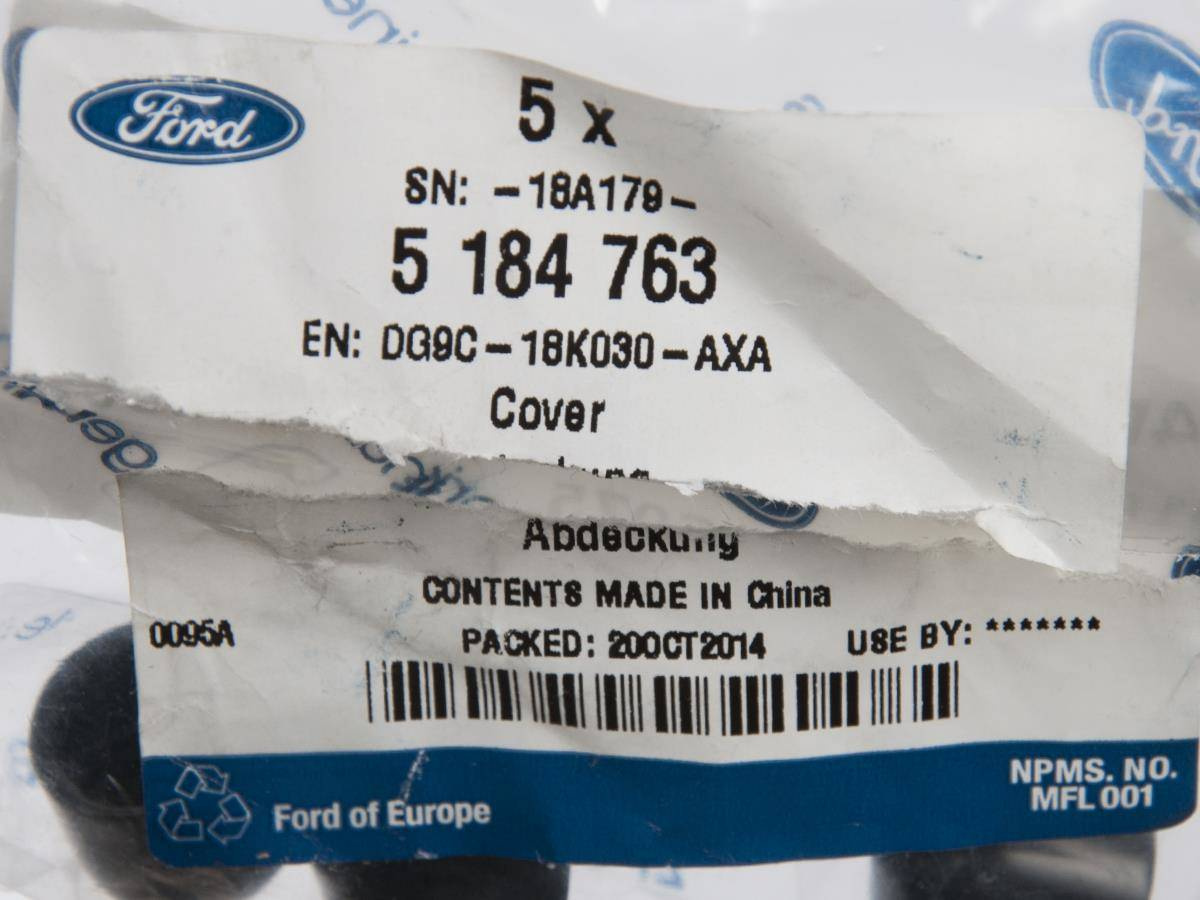 Ford
5 x
SN: -18A179-
5 184 763
EN: DG9C-18K030-AXA
Cover
Abdeckung
CONTENTS MADE IN China
0095A PACKED: 20OCT2014 USE BY: *******
Ford of Europe
NPMS. NO.
MFL 001